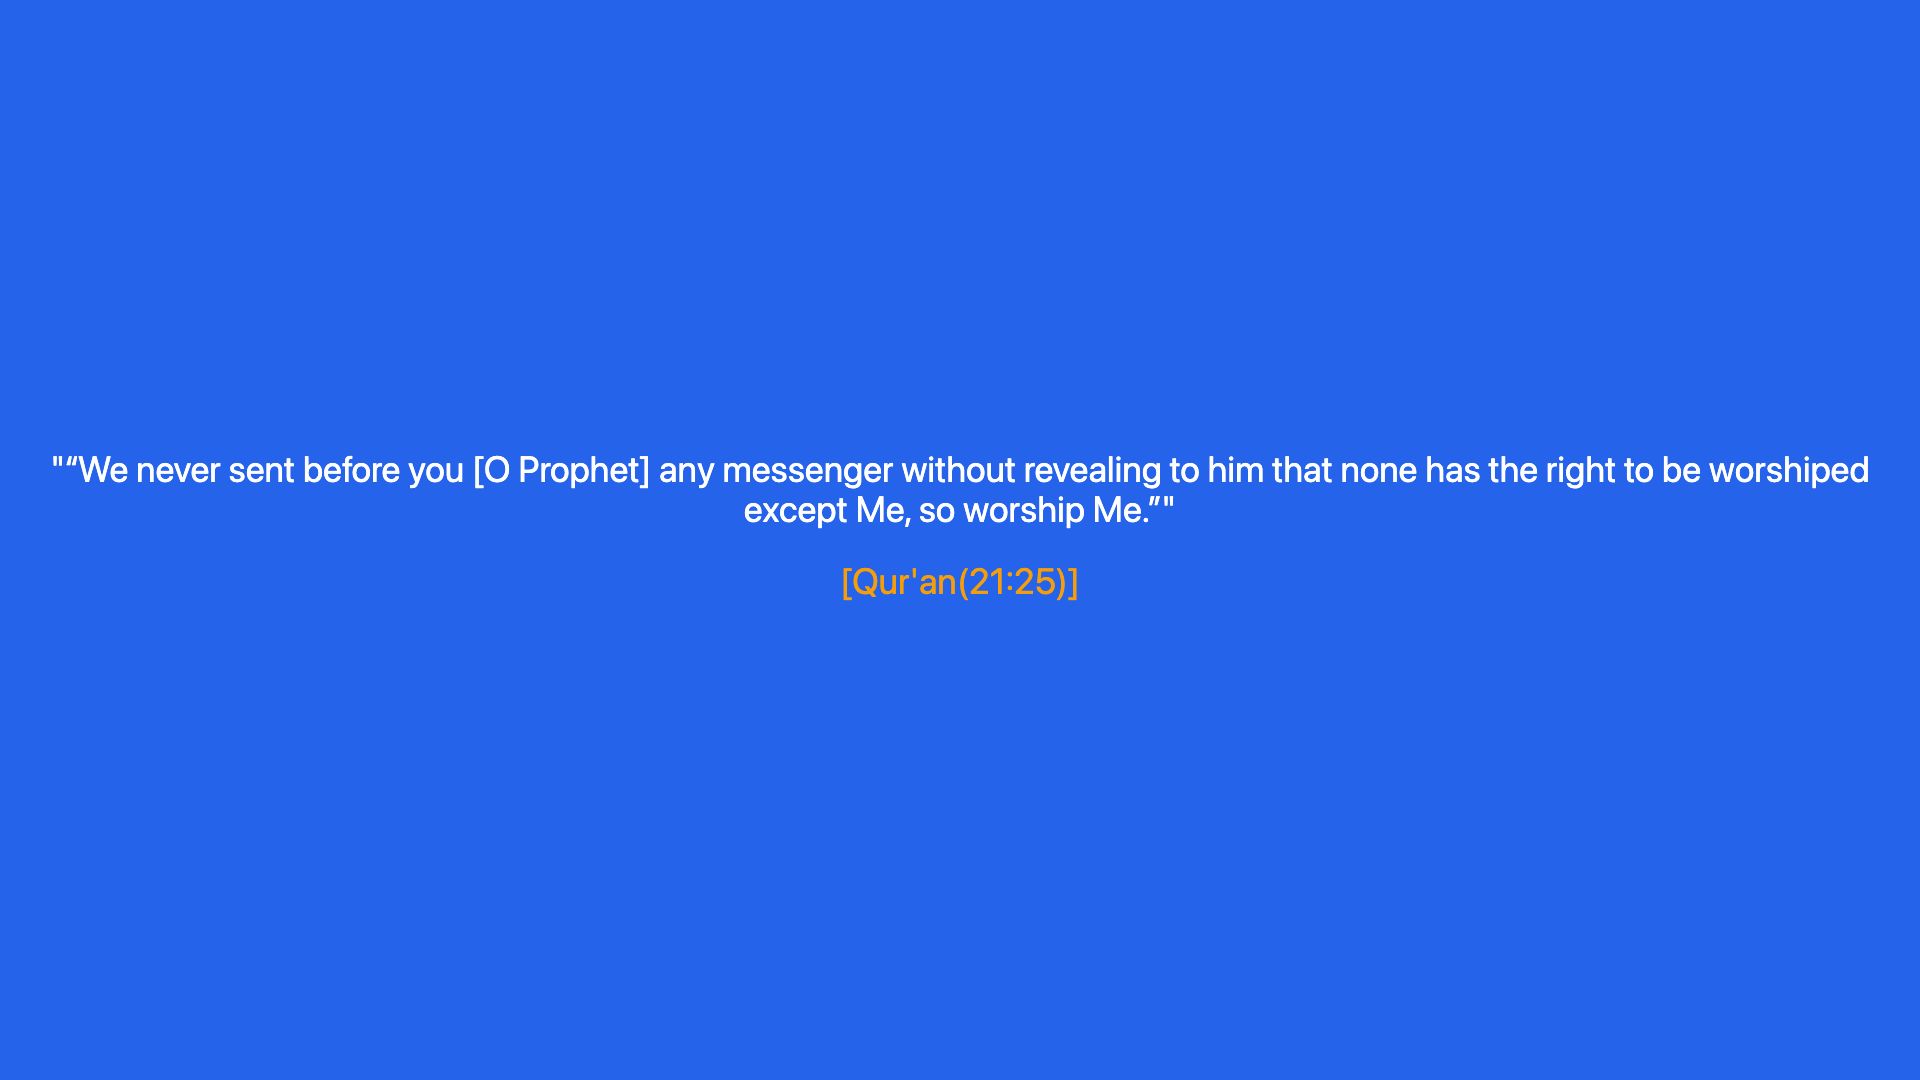 "“We never sent before you [O Prophet] any messenger without revealing to him that none has the right to be worshiped
except Me, so worship Me.”"
[Qur'an(21:25)]